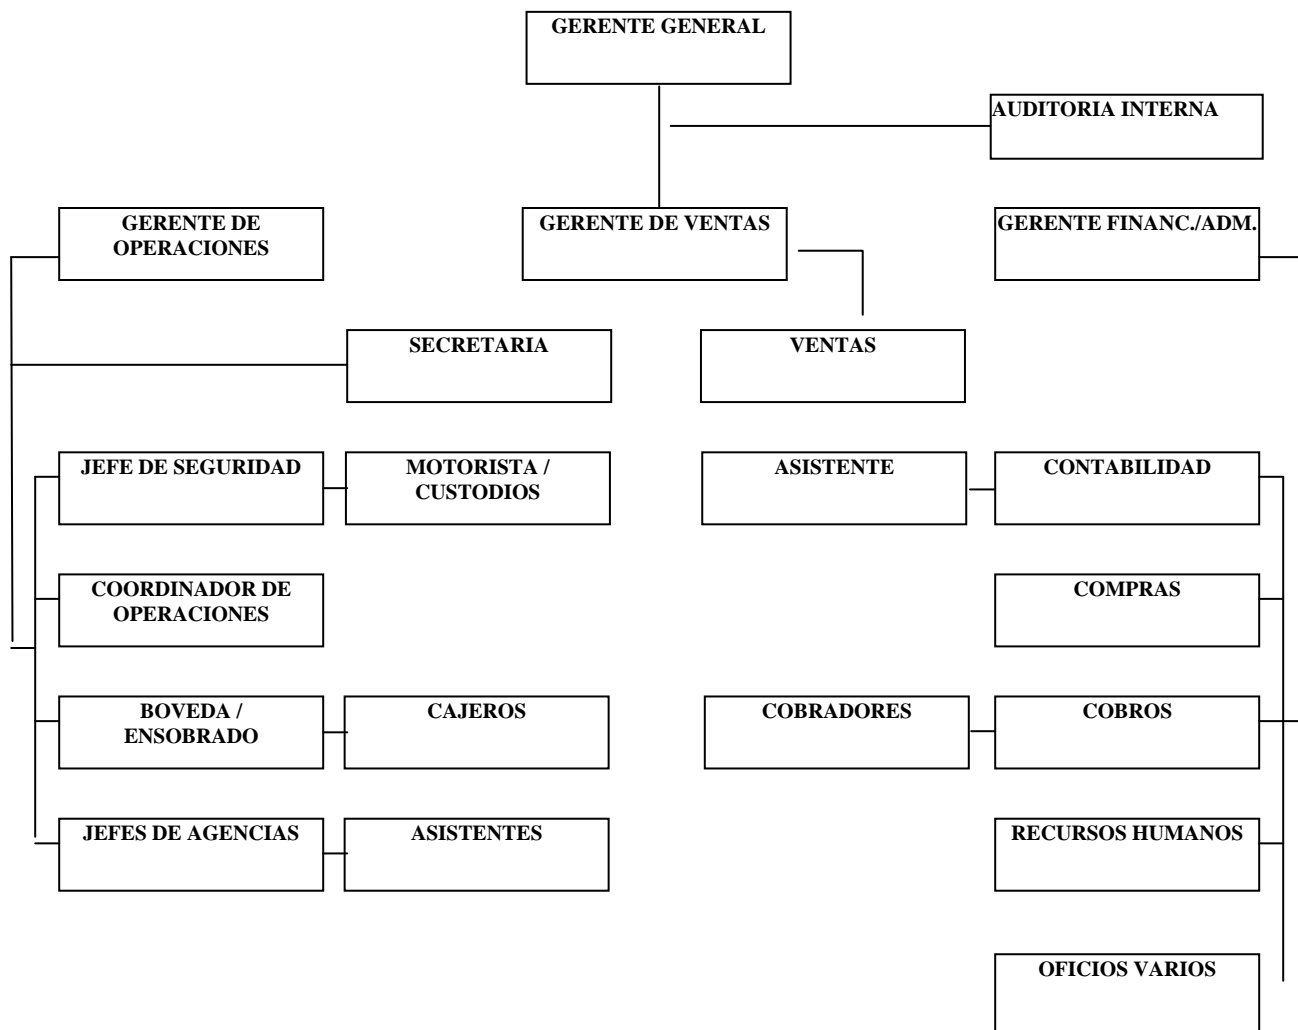 GERENTE GENERAL
AUDITORIA INTERNA
GERENTE DE
OPERACIONES
GERENTE DE VENTAS
GERENTE FINANC./ADM.
SECRETARIA
VENTAS
JEFE DE SEGURIDAD
MOTORISTA /
CUSTODIOS
ASISTENTE
CONTABILIDAD
COORDINADOR DE
OPERACIONES
COMPRAS
BOVEDA /
ENSOBRADO
CAJEROS
COBRADORES
COBROS
JEFES DE AGENCIAS
ASISTENTES
RECURSOS HUMANOS
OFICIOS VARIOS